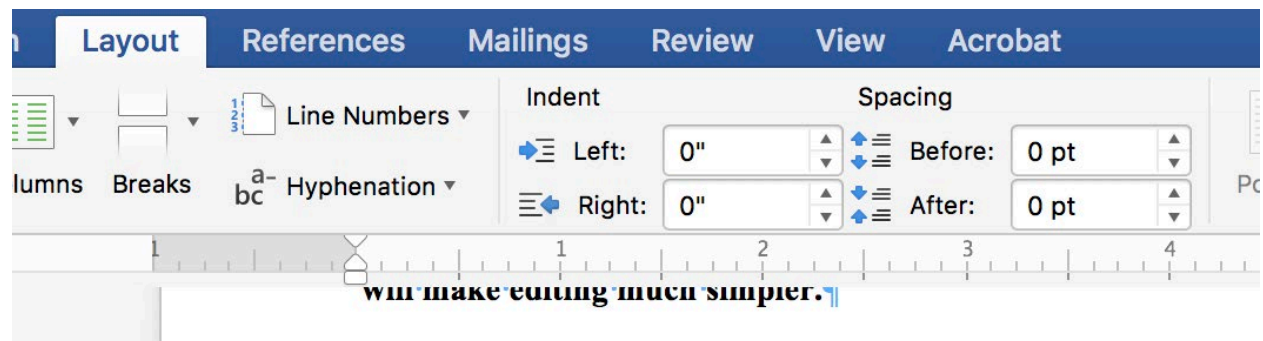 Layout References Mailings Review View Acrobat
Line Numbers
Indent
Spacing
Left: 0"
Before: 0 pt
Breaks
Hyphenation
Right: 0"
After: 0 pt
1 1 2 3 4
will make editing much simpler.¶